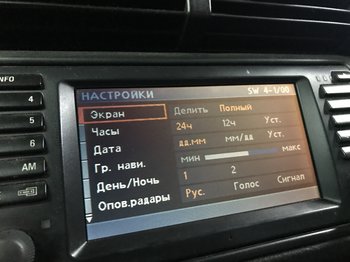 НАСТРОЙКИ SW 4-1/00
Экран Делить Полный
Часы 24ч 12ч Уст.
Дата дд.мм мм/дд Уст.
Гр. нави. мин макс
День/Ночь 1 2
Опов.радары Рус. Голос Сигнал
INFO
4
5
6
AM